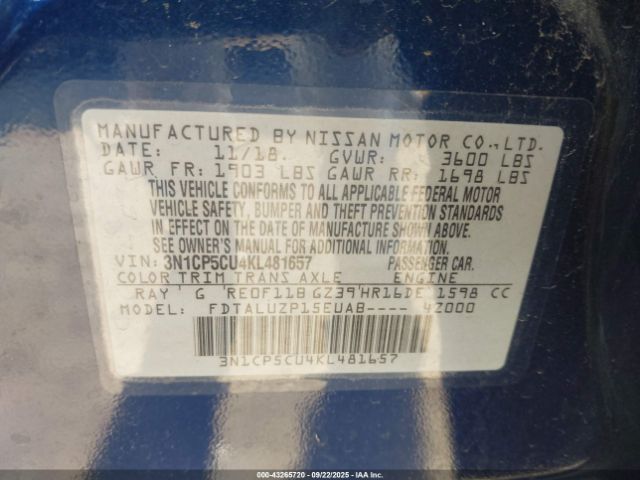 MANUFACTURED BY NISSAN MOTOR CO., LTD.
DATE: 11/18. GVWR: 3600 LBS
GAWR FR: 1903 LBS GAWR RR: 1698 LBS
THIS VEHICLE CONFORMS TO ALL APPLICABLE FEDERAL MOTOR
VEHICLE SAFETY, BUMPER AND THEFT PREVENTION STANDARDS
IN EFFECT ON THE DATE OF MANUFACTURE SHOWN ABOVE.
SEE OWNER'S MANUAL FOR ADDITIONAL INFORMATION.
VIN: 3N1CP5CU4KL481657 PASSENGER CAR.
COLOR TRIM TRANS AXLE ENGINE
RAY G RE0F11B GZ39 HR16DE 1598 CC
MODEL: FDTALUZP15EUAB---- 42000
3N1CP5CU4KL481657
000-43265720 09/22/2025 IAA, INC.